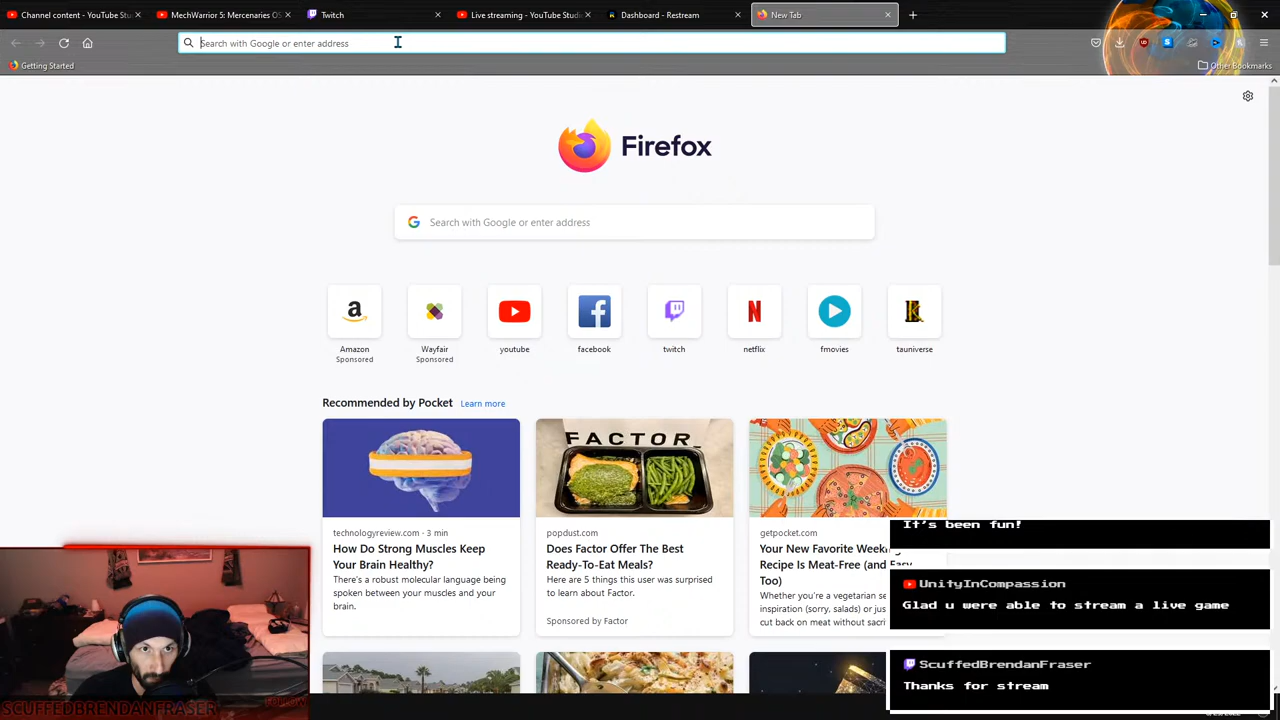 Channel content - YouTube Stu
MechWarrior 5: Mercenaries OS
Twitch
Live streaming - YouTube Studi
Dashboard - Restream
New Tab
Search with Google or enter address
Getting Started
Other Bookmarks
Firefox
Search with Google or enter address
Amazon
Sponsored
Wayfair
Sponsored
youtube
facebook
twitch
netflix
fmovies
tauniverse
Recommended by Pocket Learn more
technologyreview.com · 3 min
How Do Strong Muscles Keep
Your Brain Healthy?
There's a robust molecular language being
spoken between your muscles and your
brain.
FACTOR_
popdust.com
Does Factor Offer The Best
Ready-To-Eat Meals?
Here are 5 things this user was surprised
to learn about Factor.
Sponsored by Factor
getpocket.com
Your New Favorite Week
Recipe Is Meat-Free (and Easy
Too)
Whether you're a vegetarian se
inspiration (sorry, salads) or jus
cut back on meat without sacri
It's been fun!
UnityInCompassion
Glad u were able to stream a live game
ScuffedBrendanFraser
Thanks for stream
SCUFFEDBRENDANFRASER